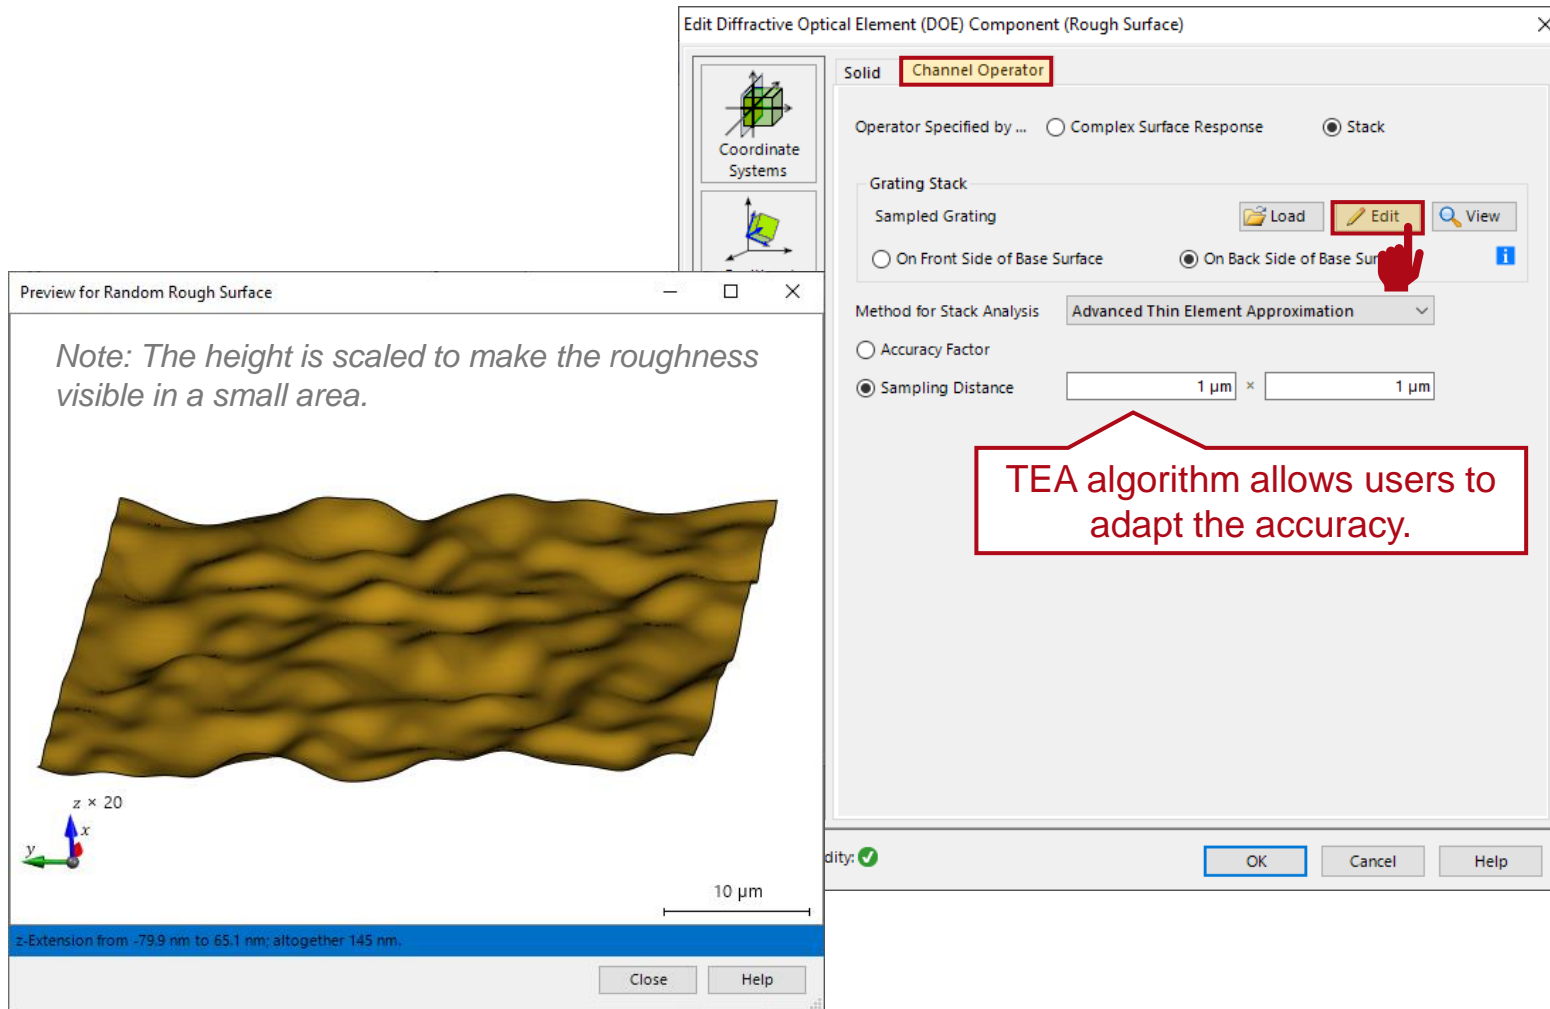 Edit Diffractive Optical Element (DOE) Component (Rough Surface)
Coordinate
Systems
Solid
Channel Operator
Operator Specified by ...
Complex Surface Response
Stack
Grating Stack
Sampled Grating
Load
Edit
View
On Front Side of Base Surface
On Back Side of Base Sur
Method for Stack Analysis
Advanced Thin Element Approximation
Accuracy Factor
Sampling Distance
1 µm
×
1 µm
TEA algorithm allows users to
adapt the accuracy.
dity:
OK
Cancel
Help
Preview for Random Rough Surface
Note: The height is scaled to make the roughness
visible in a small area.
z × 20
x
y
10 µm
z-Extension from -79.9 nm to 65.1 nm; altogether 145 nm.
Close
Help